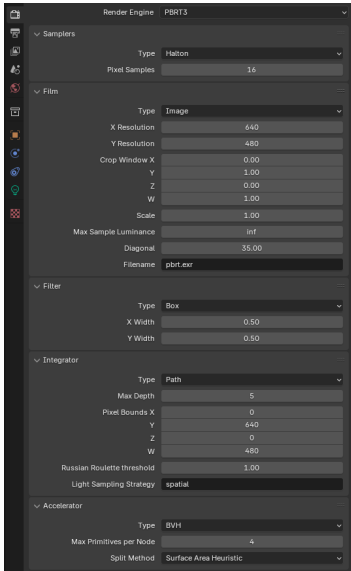 Render Engine PBRT3
Samplers
Type Halton
Pixel Samples 16
Film
Type Image
X Resolution 640
Y Resolution 480
Crop Window X 0.00
Y 1.00
Z 0.00
W 1.00
Scale 1.00
Max Sample Luminance inf
Diagonal 35.00
Filename pbrt.exr
Filter
Type Box
X Width 0.50
Y Width 0.50
Integrator
Type Path
Max Depth 5
Pixel Bounds X 0
Y 640
Z 0
W 480
Russian Roulette threshold 1.00
Light Sampling Strategy spatial
Accelerator
Type BVH
Max Primitives per Node 4
Split Method Surface Area Heuristic